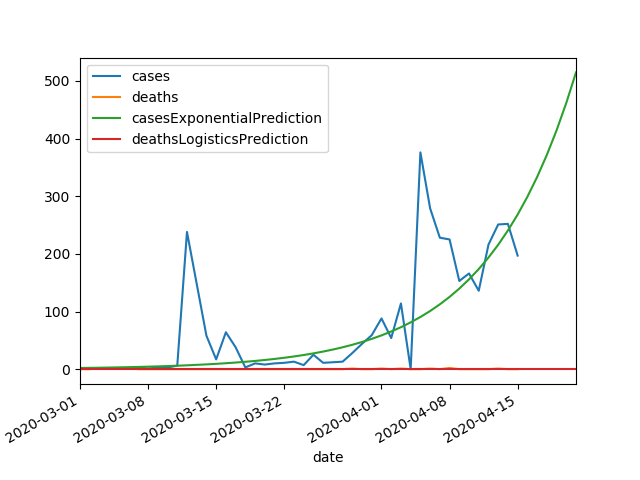 cases
deaths
casesExponentialPrediction
deathsLogisticsPrediction
500
400
300
200
100
0
2020-03-01
2020-03-08
2020-03-15
2020-03-22
2020-04-01
2020-04-08
2020-04-15
date